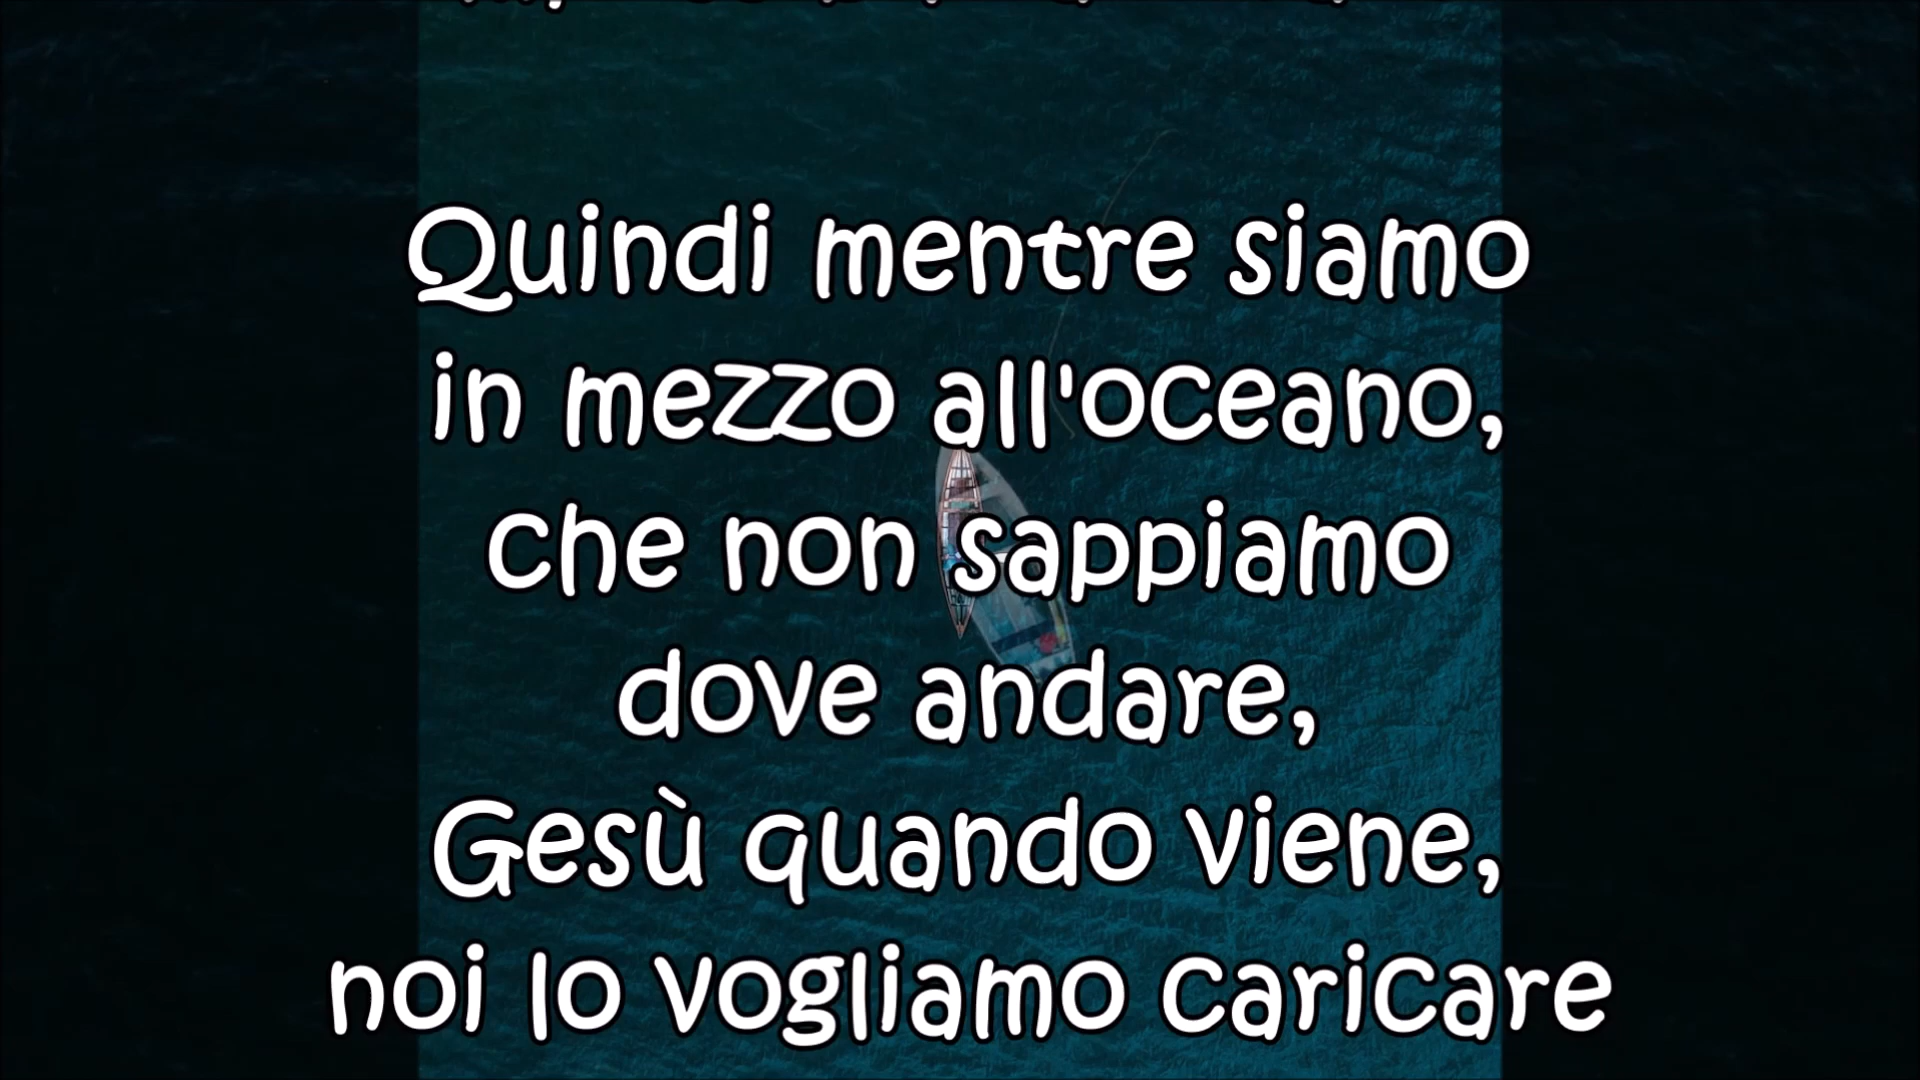 Quindi mentre siamo
in mezzo all'oceano,
che non sappiamo
dove andare,
Gesù quando viene,
noi lo vogliamo caricare